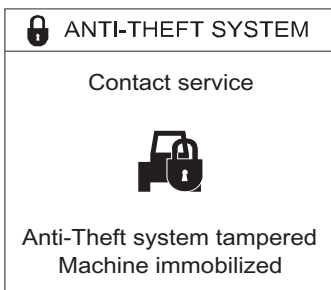 ANTI-THEFT SYSTEM
Contact service
Anti-Theft system tampered
Machine immobilized